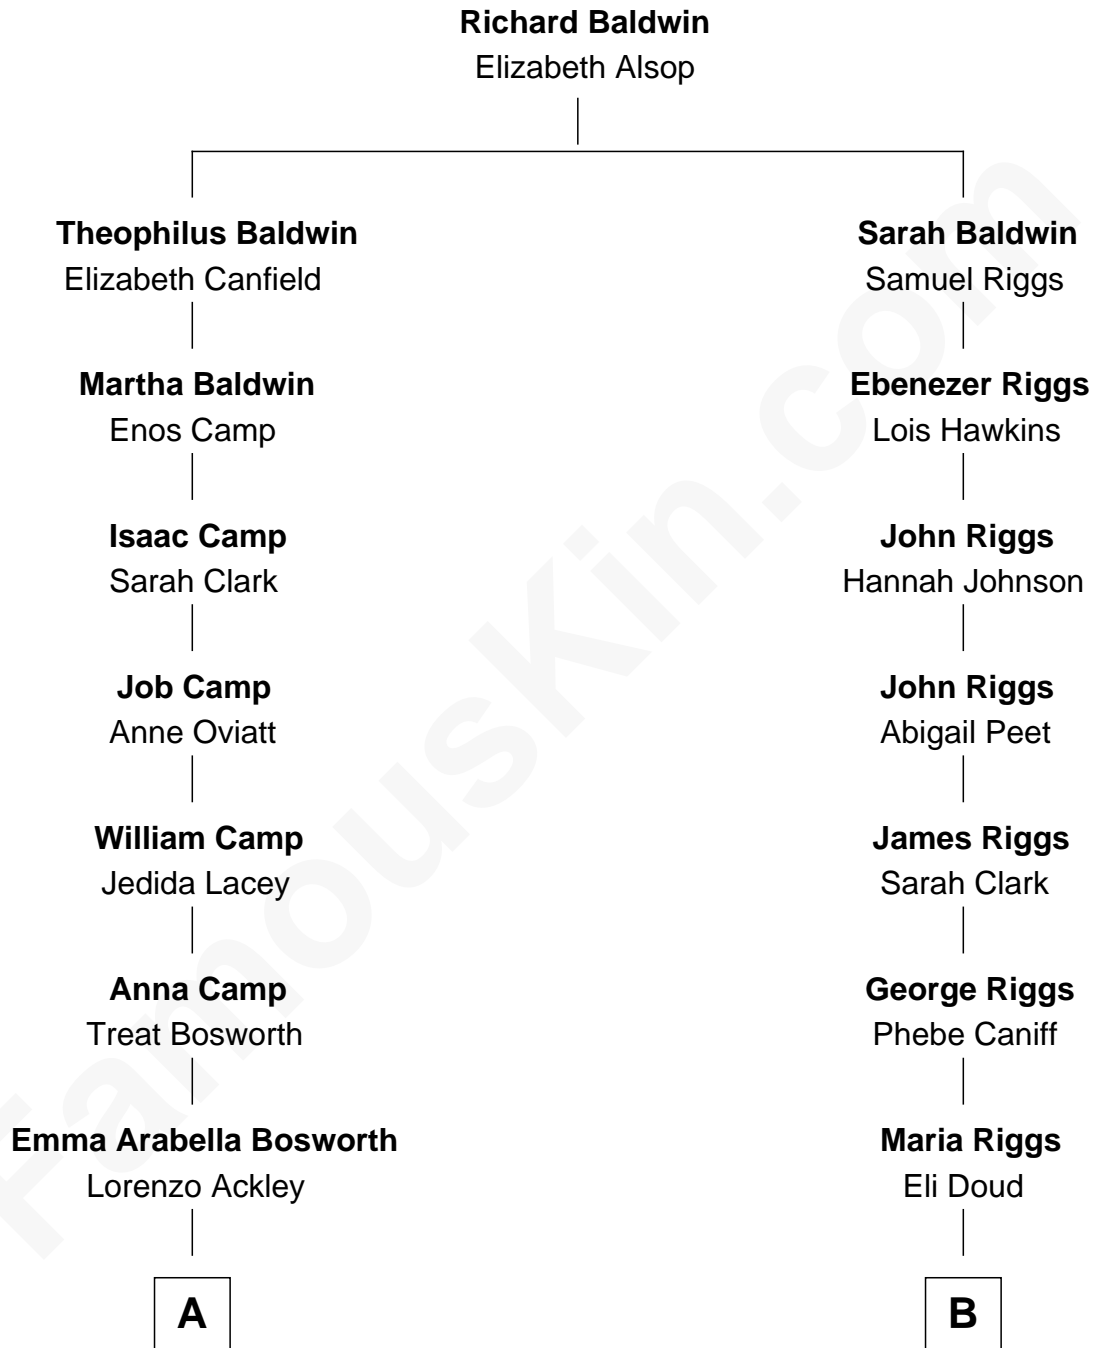 Richard Baldwin
Elizabeth Alsop
Theophilus Baldwin
Elizabeth Canfield
Martha Baldwin
Enos Camp
Isaac Camp
Sarah Clark
Job Camp
Anne Oviatt
William Camp
Jedida Lacey
Anna Camp
Treat Bosworth
Emma Arabella Bosworth
Lorenzo Ackley
A
Sarah Baldwin
Samuel Riggs
Ebenezer Riggs
Lois Hawkins
John Riggs
Hannah Johnson
John Riggs
Abigail Peet
James Riggs
Sarah Clark
George Riggs
Phebe Caniff
Maria Riggs
Eli Doud
B
FamousKin.com